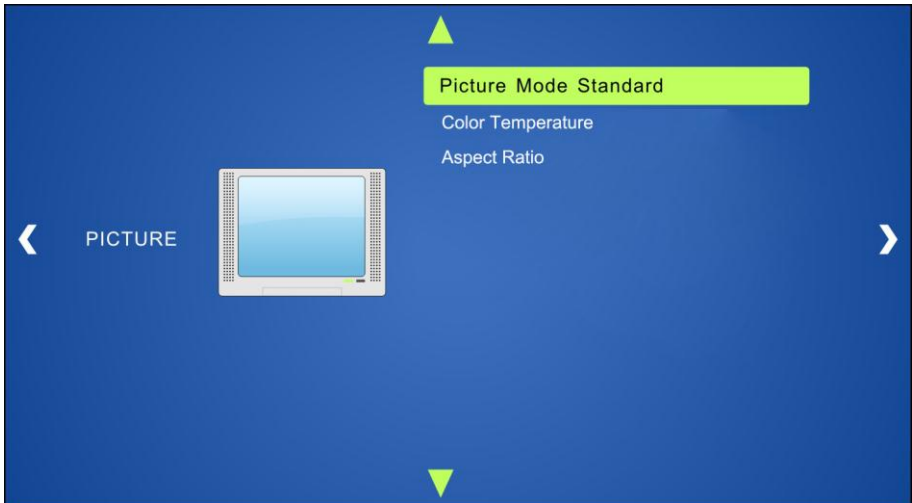 Picture Mode Standard
Color Temperature
Aspect Ratio
PICTURE